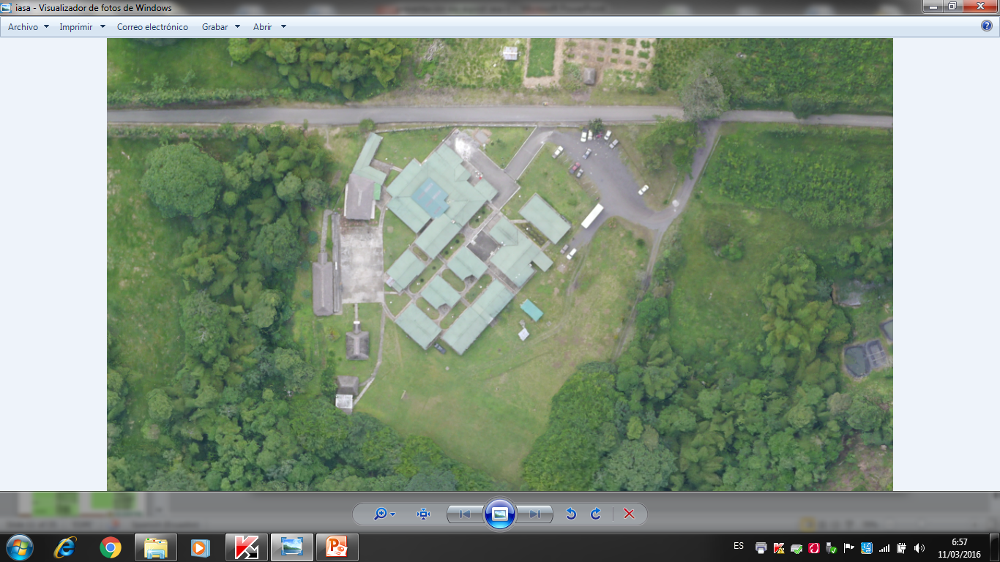 iasa - Visualizador de fotos de Windows
Archivo Imprimir Correo electrónico Grabar Abrir
ES
6:57
11/03/2016